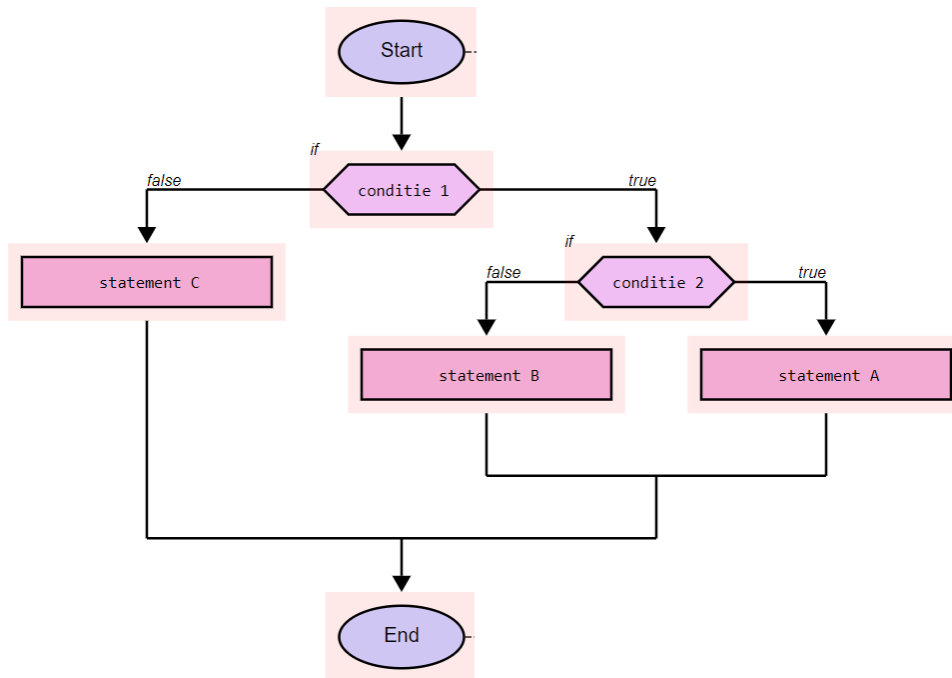 Start
if
conditie 1
false
true
if
conditie 2
false
true
statement C
statement B
statement A
End